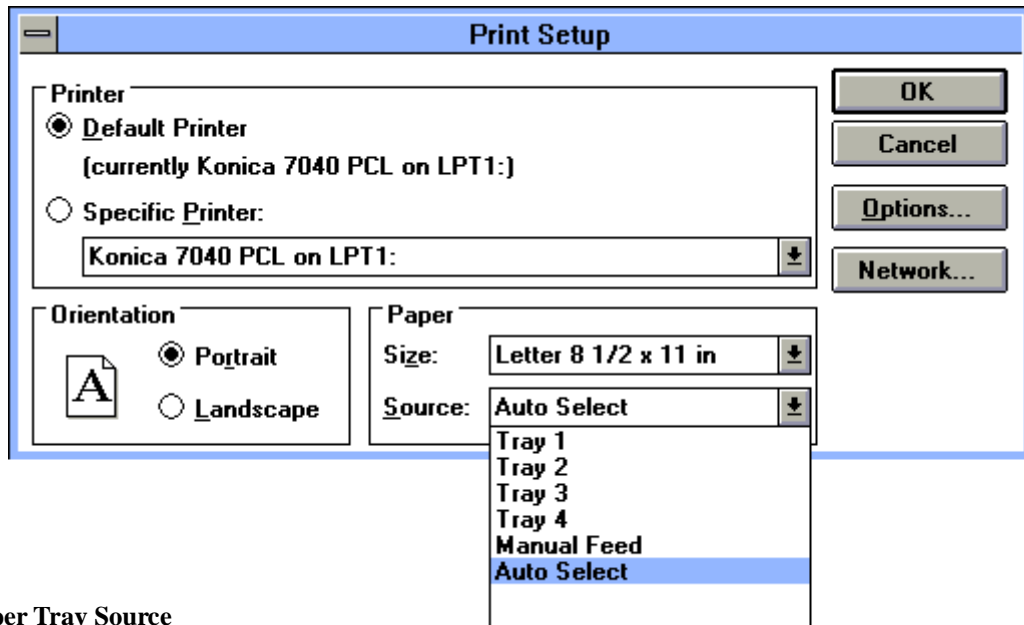 Print Setup
Printer
Default Printer
(currently Konica 7040 PCL on LPT1:)
Specific Printer:
Konica 7040 PCL on LPT1:
OK
Cancel
Options...
Network...
Orientation
A
Portrait
Landscape
Paper
Size: Letter 8 1/2 x 11 in
Source: Auto Select
Tray 1
Tray 2
Tray 3
Tray 4
Manual Feed
Auto Select
Tray Source